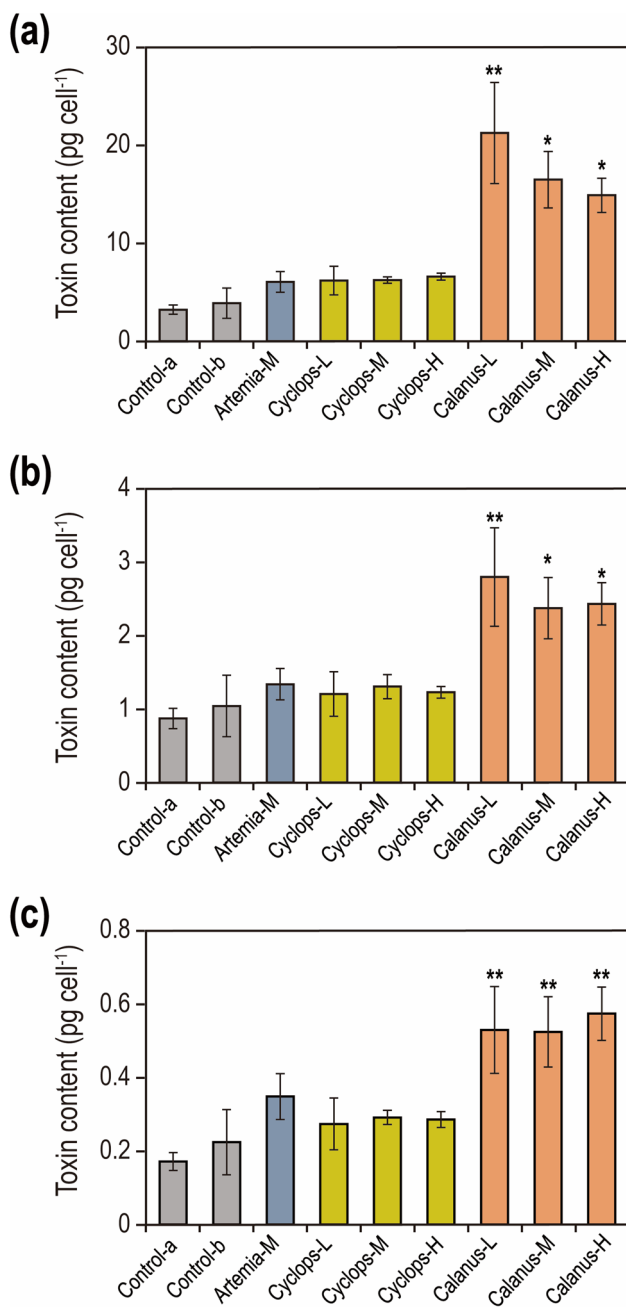 (a)
Toxin content (pg cell⁻¹)
30
20
10
0
**
*
*
Control-a
Control-b
Artemia-M
Cyclops-L
Cyclops-M
Cyclops-H
Calanus-L
Calanus-M
Calanus-H
(b)
Toxin content (pg cell⁻¹)
4
3
2
1
0
**
*
*
Control-a
Control-b
Artemia-M
Cyclops-L
Cyclops-M
Cyclops-H
Calanus-L
Calanus-M
Calanus-H
(c)
Toxin content (pg cell⁻¹)
0.8
0.6
0.4
0.2
0
**
**
**
Control-a
Control-b
Artemia-M
Cyclops-L
Cyclops-M
Cyclops-H
Calanus-L
Calanus-M
Calanus-H